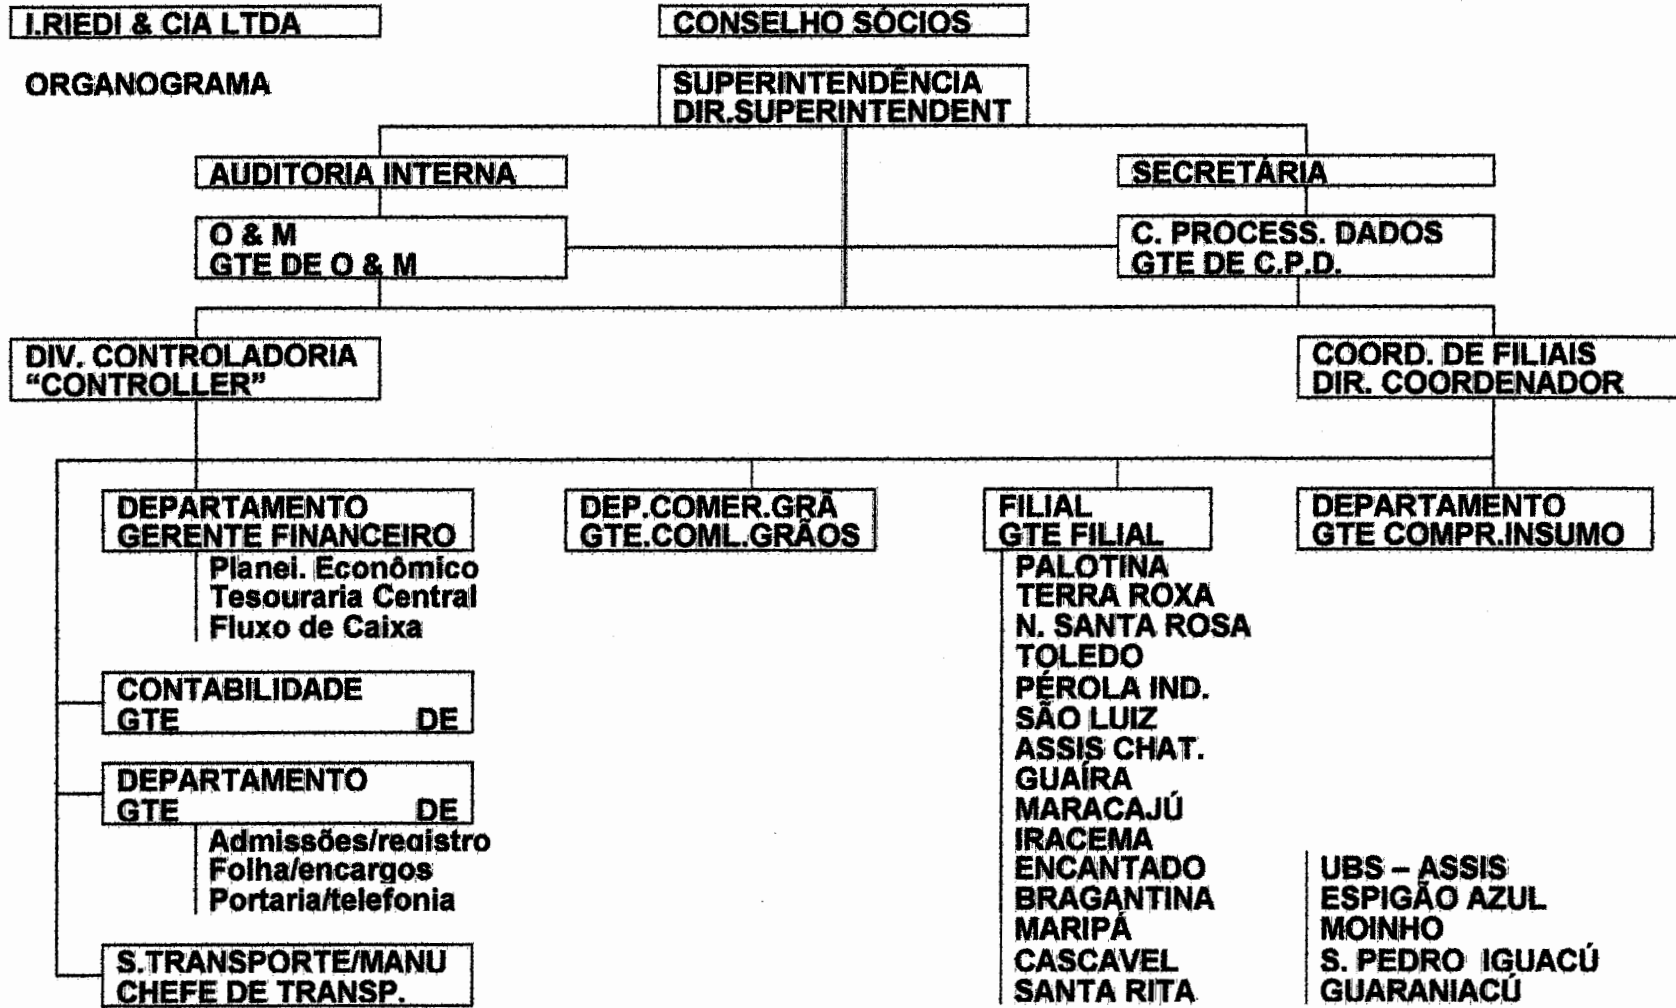 I.RIEDI & CIA LTDA
CONSELHO SÓCIOS
ORGANOGRAMA
SUPERINTENDÊNCIA
DIR.SUPERINTENDENT
AUDITORIA INTERNA
SECRETÁRIA
O & M
GTE DE O & M
C. PROCESS. DADOS
GTE DE C.P.D.
DIV. CONTROLADORIA
“CONTROLLER”
COORD. DE FILIAIS
DIR. COORDENADOR
DEPARTAMENTO
GERENTE FINANCEIRO
Planei. Econômico
Tesouraria Central
Fluxo de Caixa
DEP.COMER.GRÃ
GTE.COML.GRÃOS
FILIAL
GTE FILIAL
PALOTINA
TERRA ROXA
N. SANTA ROSA
TOLEDO
PÉROLA IND.
SÃO LUIZ
ASSIS CHAT.
GUAÍRA
MARACAJÚ
IRACEMA
ENCANTADO
BRAGANTINA
MARIPÁ
CASCAVEL
SANTA RITA
DEPARTAMENTO
GTE COMPR.INSUMO
UBS – ASSIS
ESPIGÃO AZUL
MOINHO
S. PEDRO IGUACÚ
GUARANIACÚ
CONTABILIDADE
GTE DE
DEPARTAMENTO
GTE DE
Admissões/registro
Folha/encargos
Portaria/telefonia
S.TRANSPORTE/MANU
CHEFE DE TRANSP.